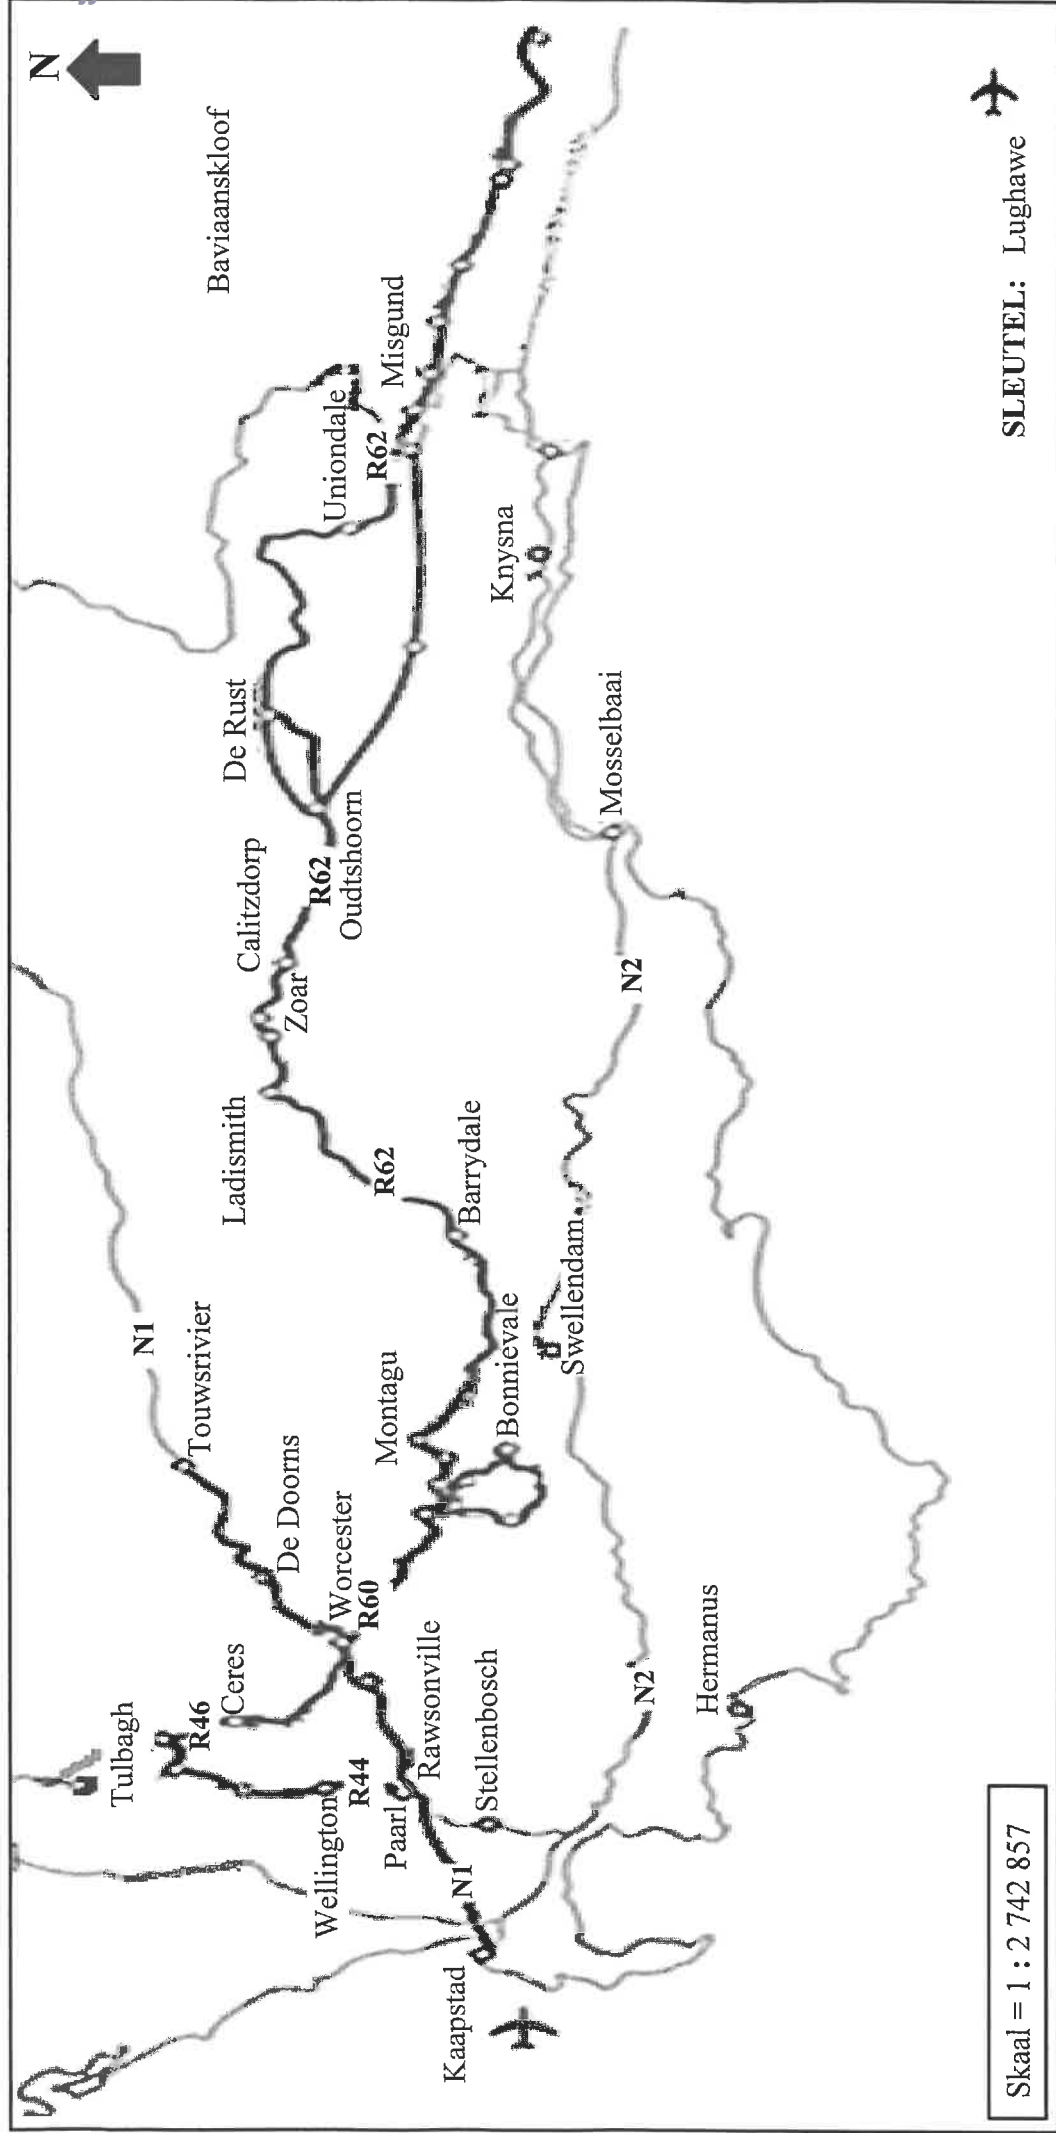 N
Baviaanskloof
Tulbagh
R46
Ceres
Wellington
R44
Paarl
Rawsonville
Stellenbosch
N1
Kaapstad
Worcester
R60
De Doorns
Touwsrivier
N1
Montagu
Bonnievale
Barrydale
R62
Ladismith
Zoar
Calitzdorp
R62
Oudtshoorn
De Rust
Uniondale
R62
Misgund
Knysna
Mosselbaai
N2
Swellendam
N2
Hermanus
Skaal = 1 : 2 742 857
SLEUTEL: Lughawe